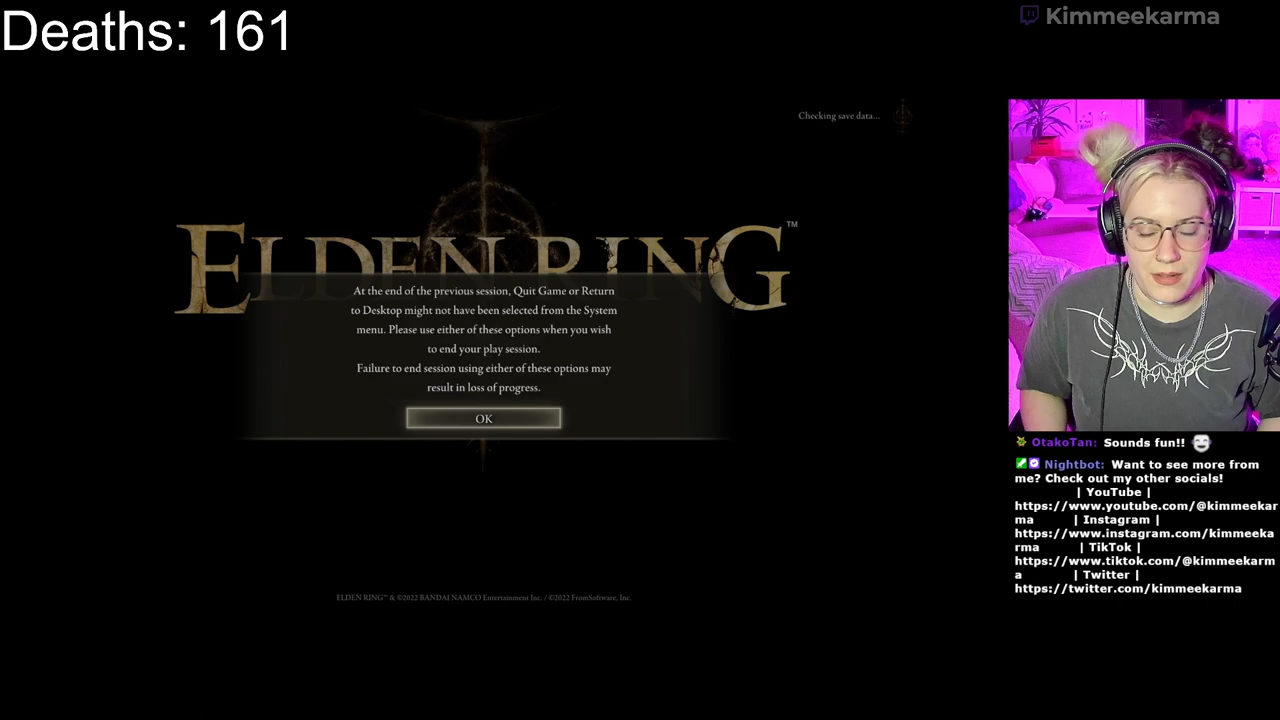 Deaths: 161
Kimmeekarma
Checking save data...
ELDEN RING™
At the end of the previous session, Quit Game or Return
to Desktop might not have been selected from the System
menu. Please use either of these options when you wish
to end your play session.
Failure to end session using either of these options may
result in loss of progress.
OK
ELDEN RING™ & ©2022 BANDAI NAMCO Entertainment Inc. / ©2022 FromSoftware, Inc.
OtakoTan: Sounds fun!!
Nightbot: Want to see more from
me? Check out my other socials!
| YouTube |
https://www.youtube.com/@kimmeekar
ma | Instagram |
https://www.instagram.com/kimmeeka
rma | TikTok |
https://www.tiktok.com/@kimmeekarm
a | Twitter |
https://twitter.com/kimmeekarma